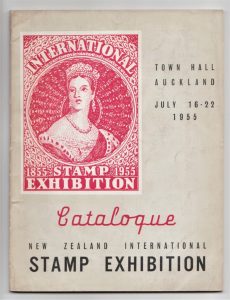 INTERNATIONAL
1855 STAMP 1955
EXHIBITION
TOWN HALL
AUCKLAND
JULY 16-22
1955
Catalogue
NEW ZEALAND INTERNATIONAL
STAMP EXHIBITION